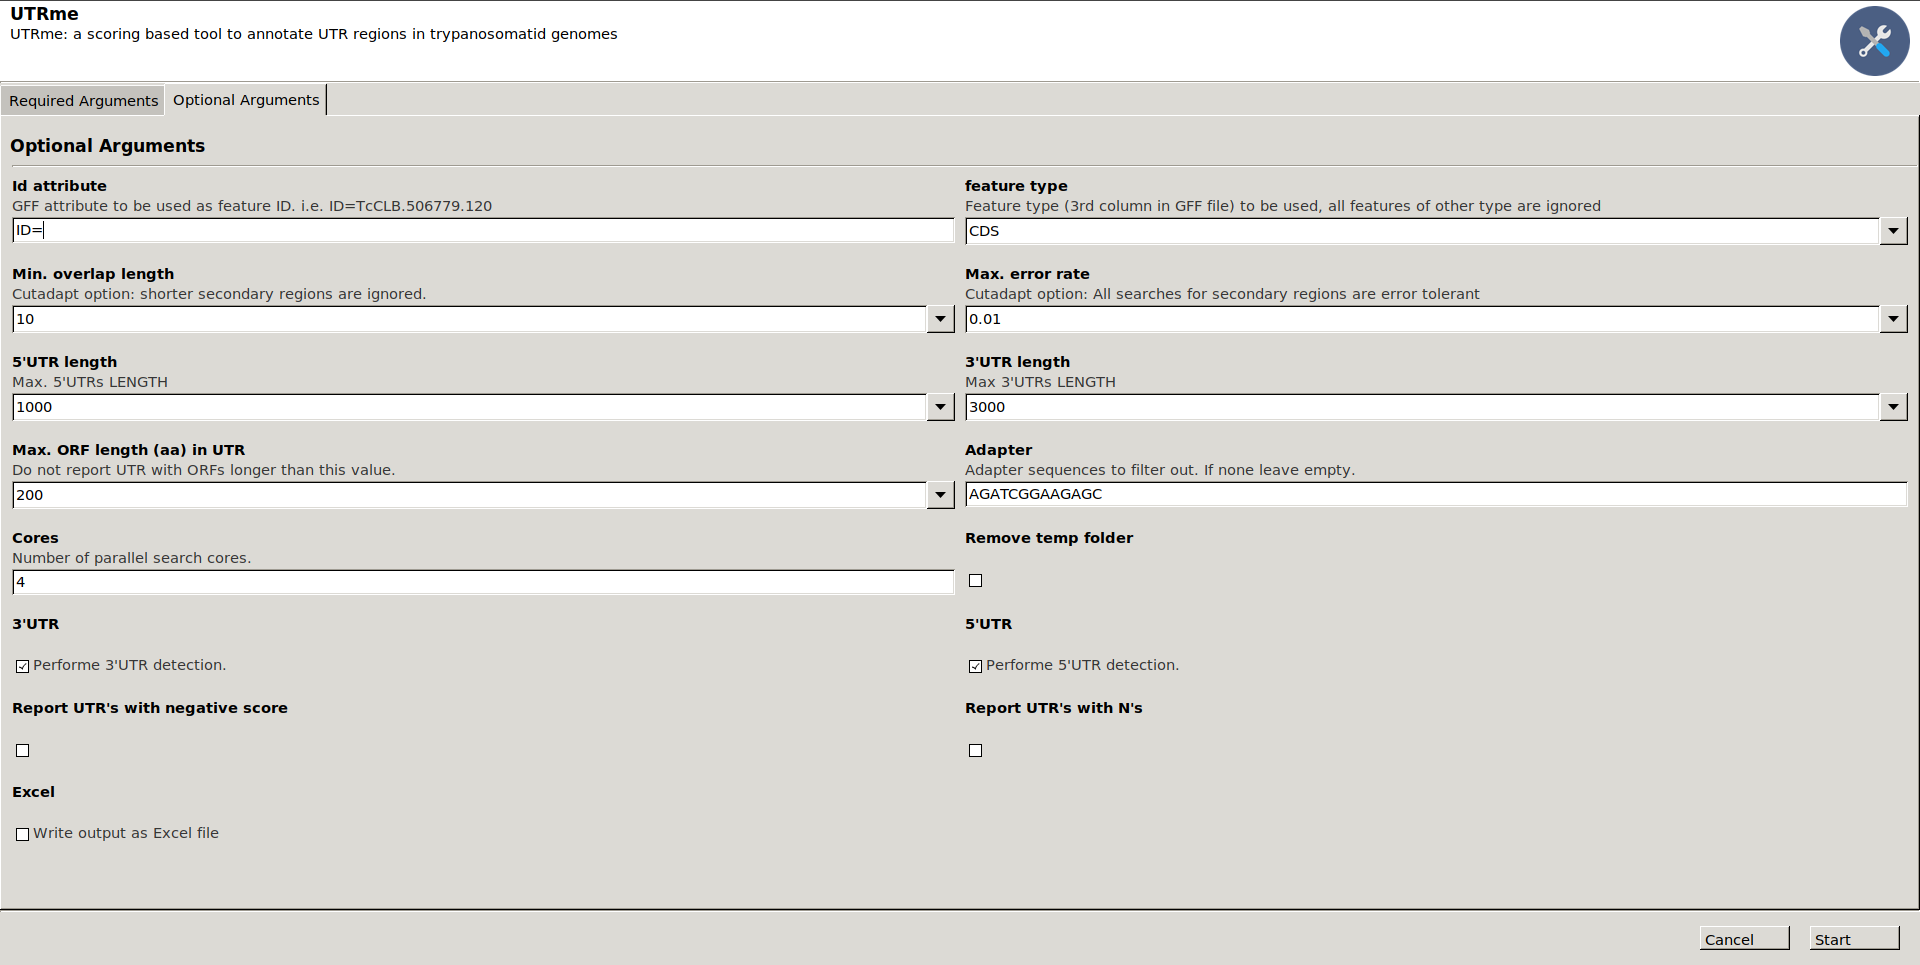 UTRme
UTRme: a scoring based tool to annotate UTR regions in trypanosomatid genomes
Required Arguments
Optional Arguments
Optional Arguments
Id attribute
GFF attribute to be used as feature ID. i.e. ID=TcCLB.506779.120
ID=
feature type
Feature type (3rd column in GFF file) to be used, all features of other type are ignored
CDS
Min. overlap length
Cutadapt option: shorter secondary regions are ignored.
10
Max. error rate
Cutadapt option: All searches for secondary regions are error tolerant
0.01
5'UTR length
Max. 5'UTRs LENGTH
1000
3'UTR length
Max 3'UTRs LENGTH
3000
Max. ORF length (aa) in UTR
Do not report UTR with ORFs longer than this value.
200
Adapter
Adapter sequences to filter out. If none leave empty.
AGATCGGAAGAGC
Cores
Number of parallel search cores.
4
Remove temp folder
3'UTR
Performe 3'UTR detection.
5'UTR
Performe 5'UTR detection.
Report UTR's with negative score
Report UTR's with N's
Excel
Write output as Excel file
Cancel
Start